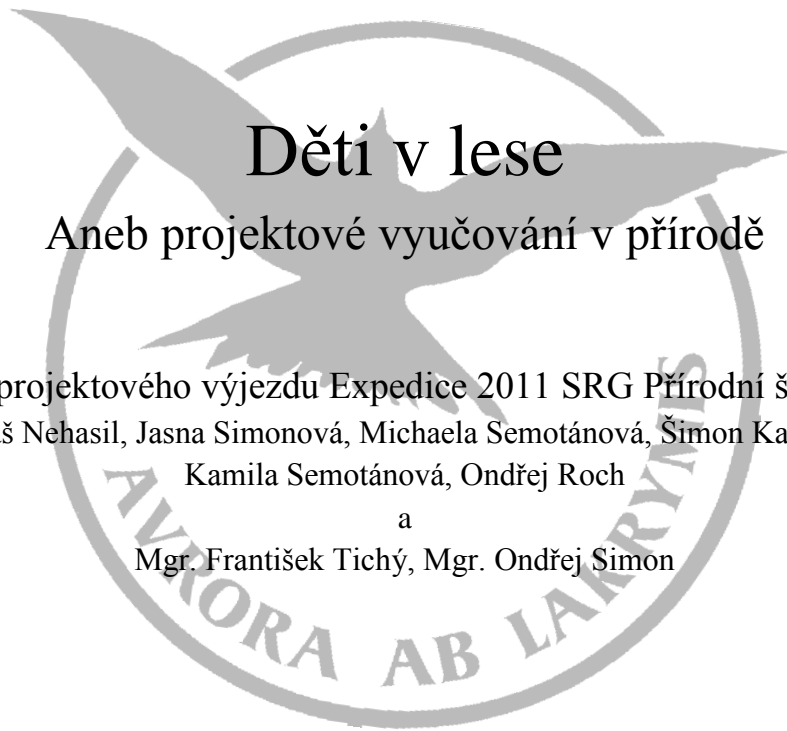 Děti v lese
Aneb projektové vyučování v přírodě
projektového výjezdu Expedice 2011 SRG Přírodní
Nehasil, Jasna Simonová, Michaela Semotánová, Šimon
Kamila Semotánová, Ondřej Roch
a
Mgr. František Tichý, Mgr. Ondřej Simon
AVRORA AB LAKRYMIS